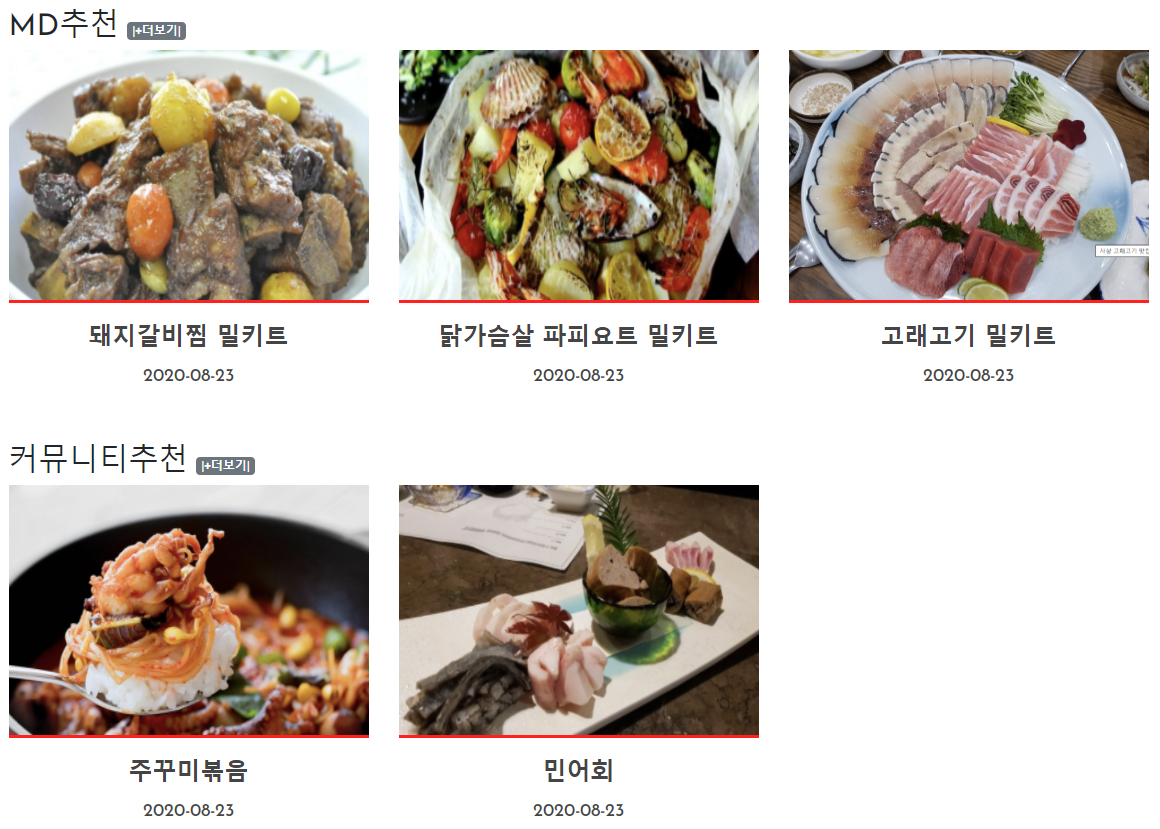 MD추천 |+더보기|
돼지갈비찜 밀키트
닭가슴살 파피요트 밀키트
고래고기 밀키트
2020-08-23
2020-08-23
2020-08-23
커뮤니티추천 |+더보기|
주꾸미볶음
민어회
2020-08-23
2020-08-23